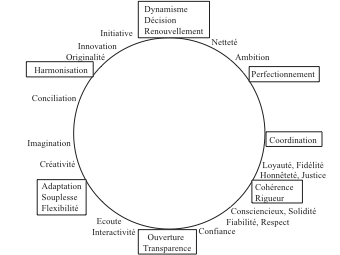 Dynamisme
Décision
Renouvellement
Initiative
Netteté
Innovation
Originalité
Ambition
Harmonisation
Perfectionnement
Conciliation
Imagination
Coordination
Créativité
Loyauté, Fidélité
Honnêteté, Justice
Adaptation
Souplesse
Flexibilité
Cohérence
Rigueur
Consciencieux, Solidité
Fiabilité, Respect
Ecoute
Interactivité
Confiance
Ouverture
Transparence